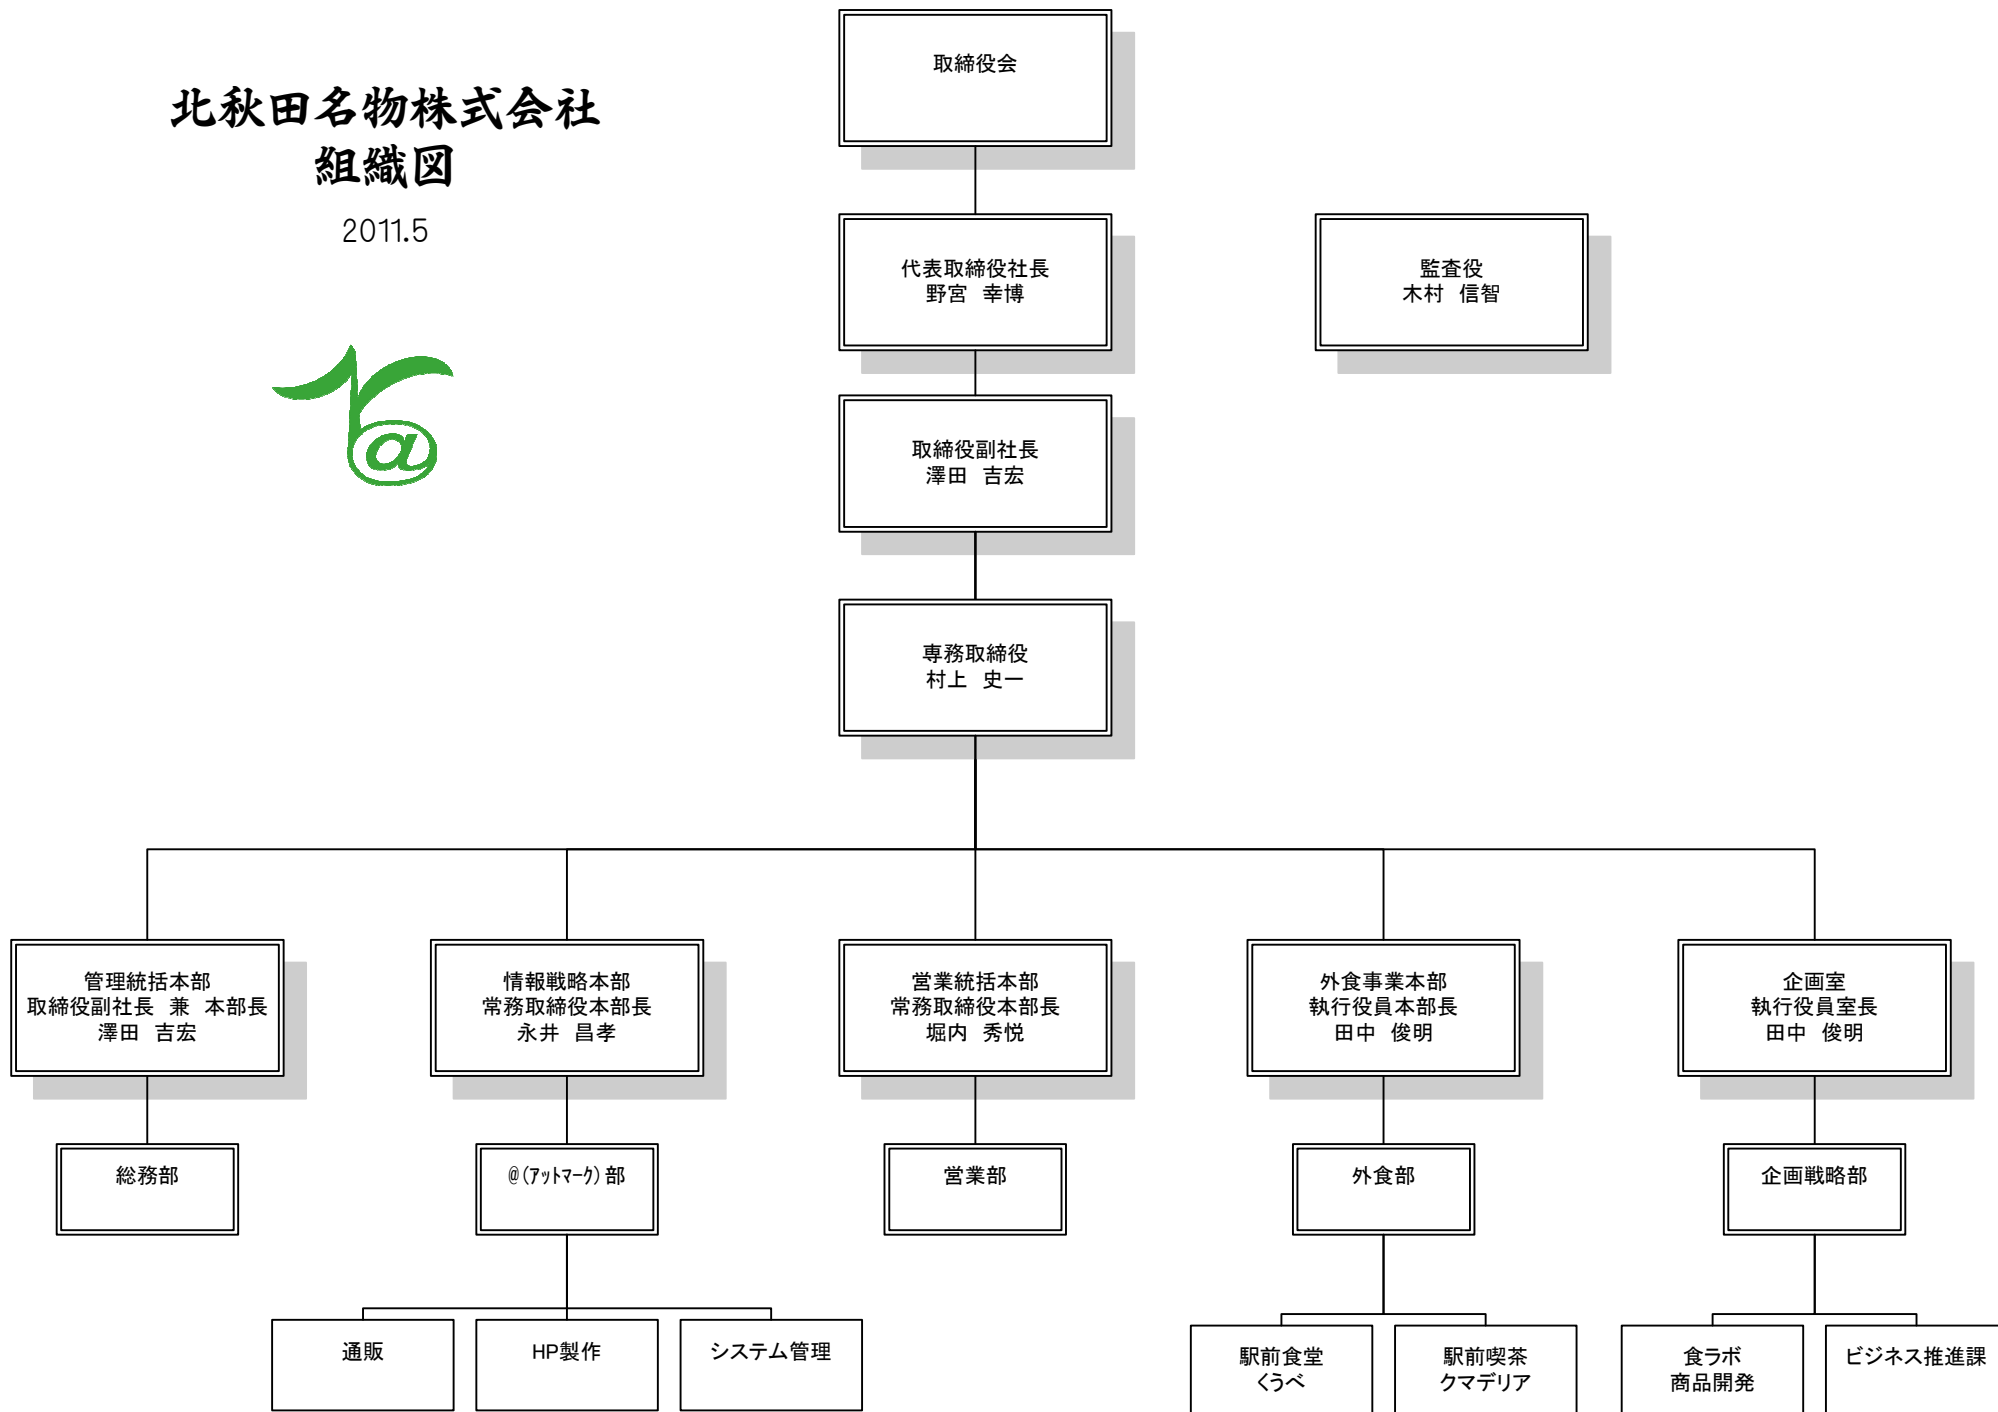 北秋田名物株式会社
組織図
2011.5
取締役会
代表取締役社長
野宮　幸博
監査役
木村　信智
取締役副社長
澤田　吉宏
専務取締役
村上　史一
管理統括本部
取締役副社長　兼　本部長
澤田　吉宏
情報戦略本部
常務取締役本部長
永井　昌孝
営業統括本部
常務取締役本部長
堀内　秀悦
外食事業本部
執行役員本部長
田中　俊明
企画室
執行役員室長
田中　俊明
総務部
@(ｱｯﾄﾏｰｸ)部
営業部
外食部
企画戦略部
通販
HP製作
システム管理
駅前食堂
くうべ
駅前喫茶
クマデリア
食ラボ
商品開発
ビジネス推進課
@